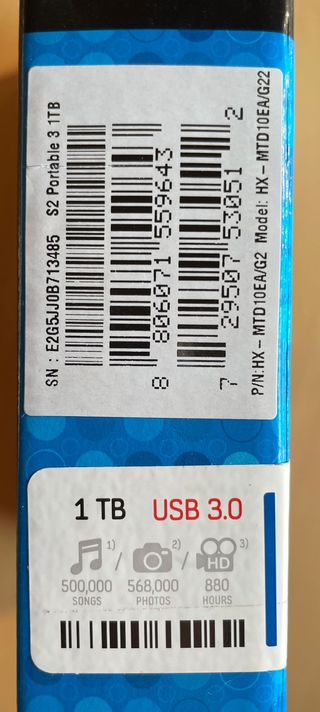 SN : E2G5JJ0B713485 S2 Portable 3 1TB
8 806071 559643
7 29507 53051 2
P/N:HX - MTD10EA/G2 Model: HX - MTD10EA/G22
1 TB USB 3.0
1) / 2) / HD 3)
500,000 568,000 880
SONGS PHOTOS HOURS